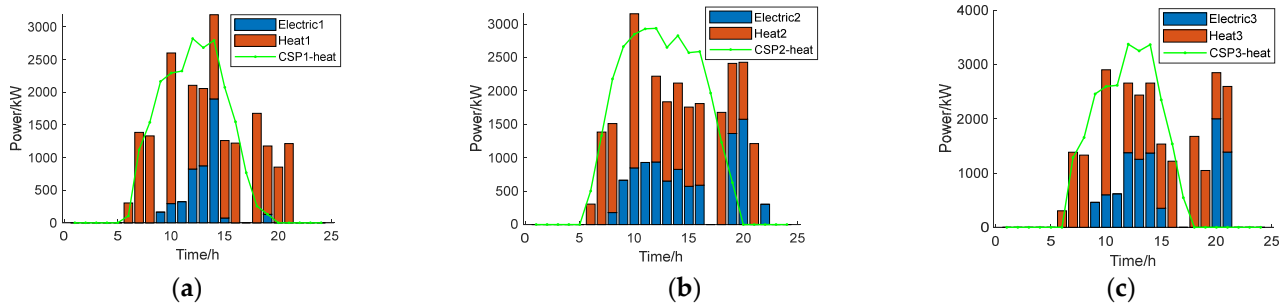 Electric1
Heat1
CSP1-heat
Power/kW
3000
2500
2000
1500
1000
500
0
0
5
10
15
20
25
Time/h
(a)
Electric2
Heat2
CSP2-heat
Power/kW
3000
2500
2000
1500
1000
500
0
0
5
10
15
20
25
Time/h
(b)
Electric3
Heat3
CSP3-heat
Power/kW
4000
3000
2000
1000
0
0
5
10
15
20
25
Time/h
(c)